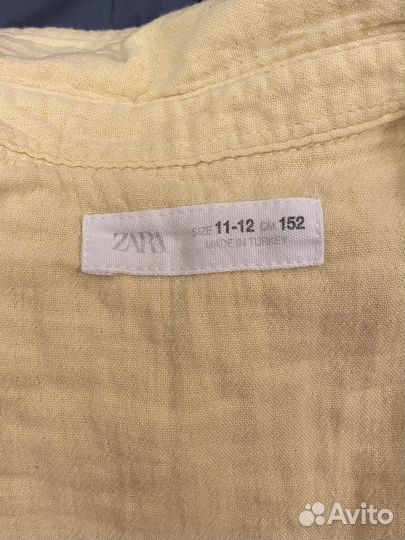 ZARA SIZE 11-12 CM 152
MADE IN TURKEY
Avito